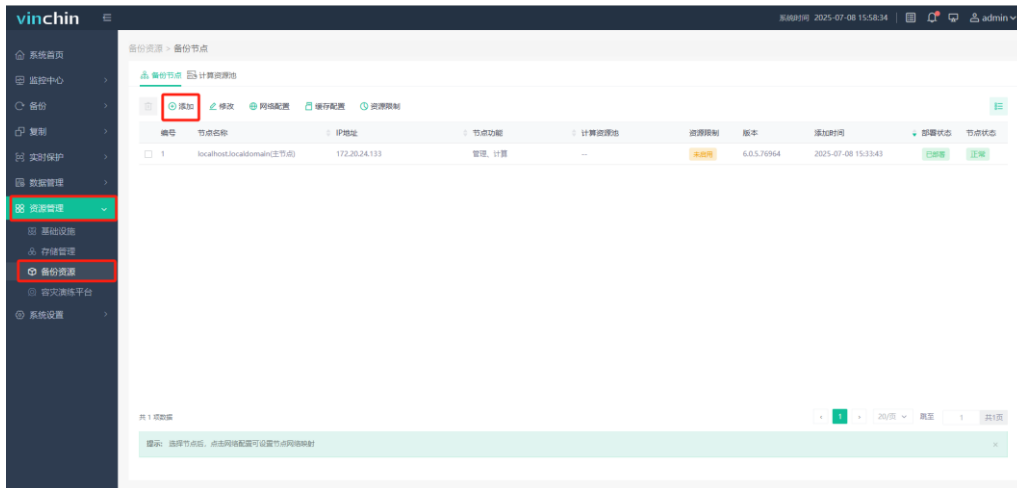 vinchin
系统时间 2025-07-08 15:58:34
admin
系统首页
监控中心
备份
复制
实时保护
数据管理
资源管理
基础设施
存储管理
备份资源
容灾演练平台
系统设置
备份资源 > 备份节点
备份节点 计算资源池
添加 修改 网络配置 缓存配置 资源限制
编号 节点名称 IP地址 节点功能 计算资源池 资源限制 版本 添加时间 部署状态 节点状态
1 localhost.localdomain(主节点) 172.20.24.133 管理、计算 -- 未启用 6.0.5.76964 2025-07-08 15:33:43 已部署 正常
共 1 项数据
1 20/页 跳至 1 共1页
提示: 选择节点后，点击网络配置可设置节点网络映射